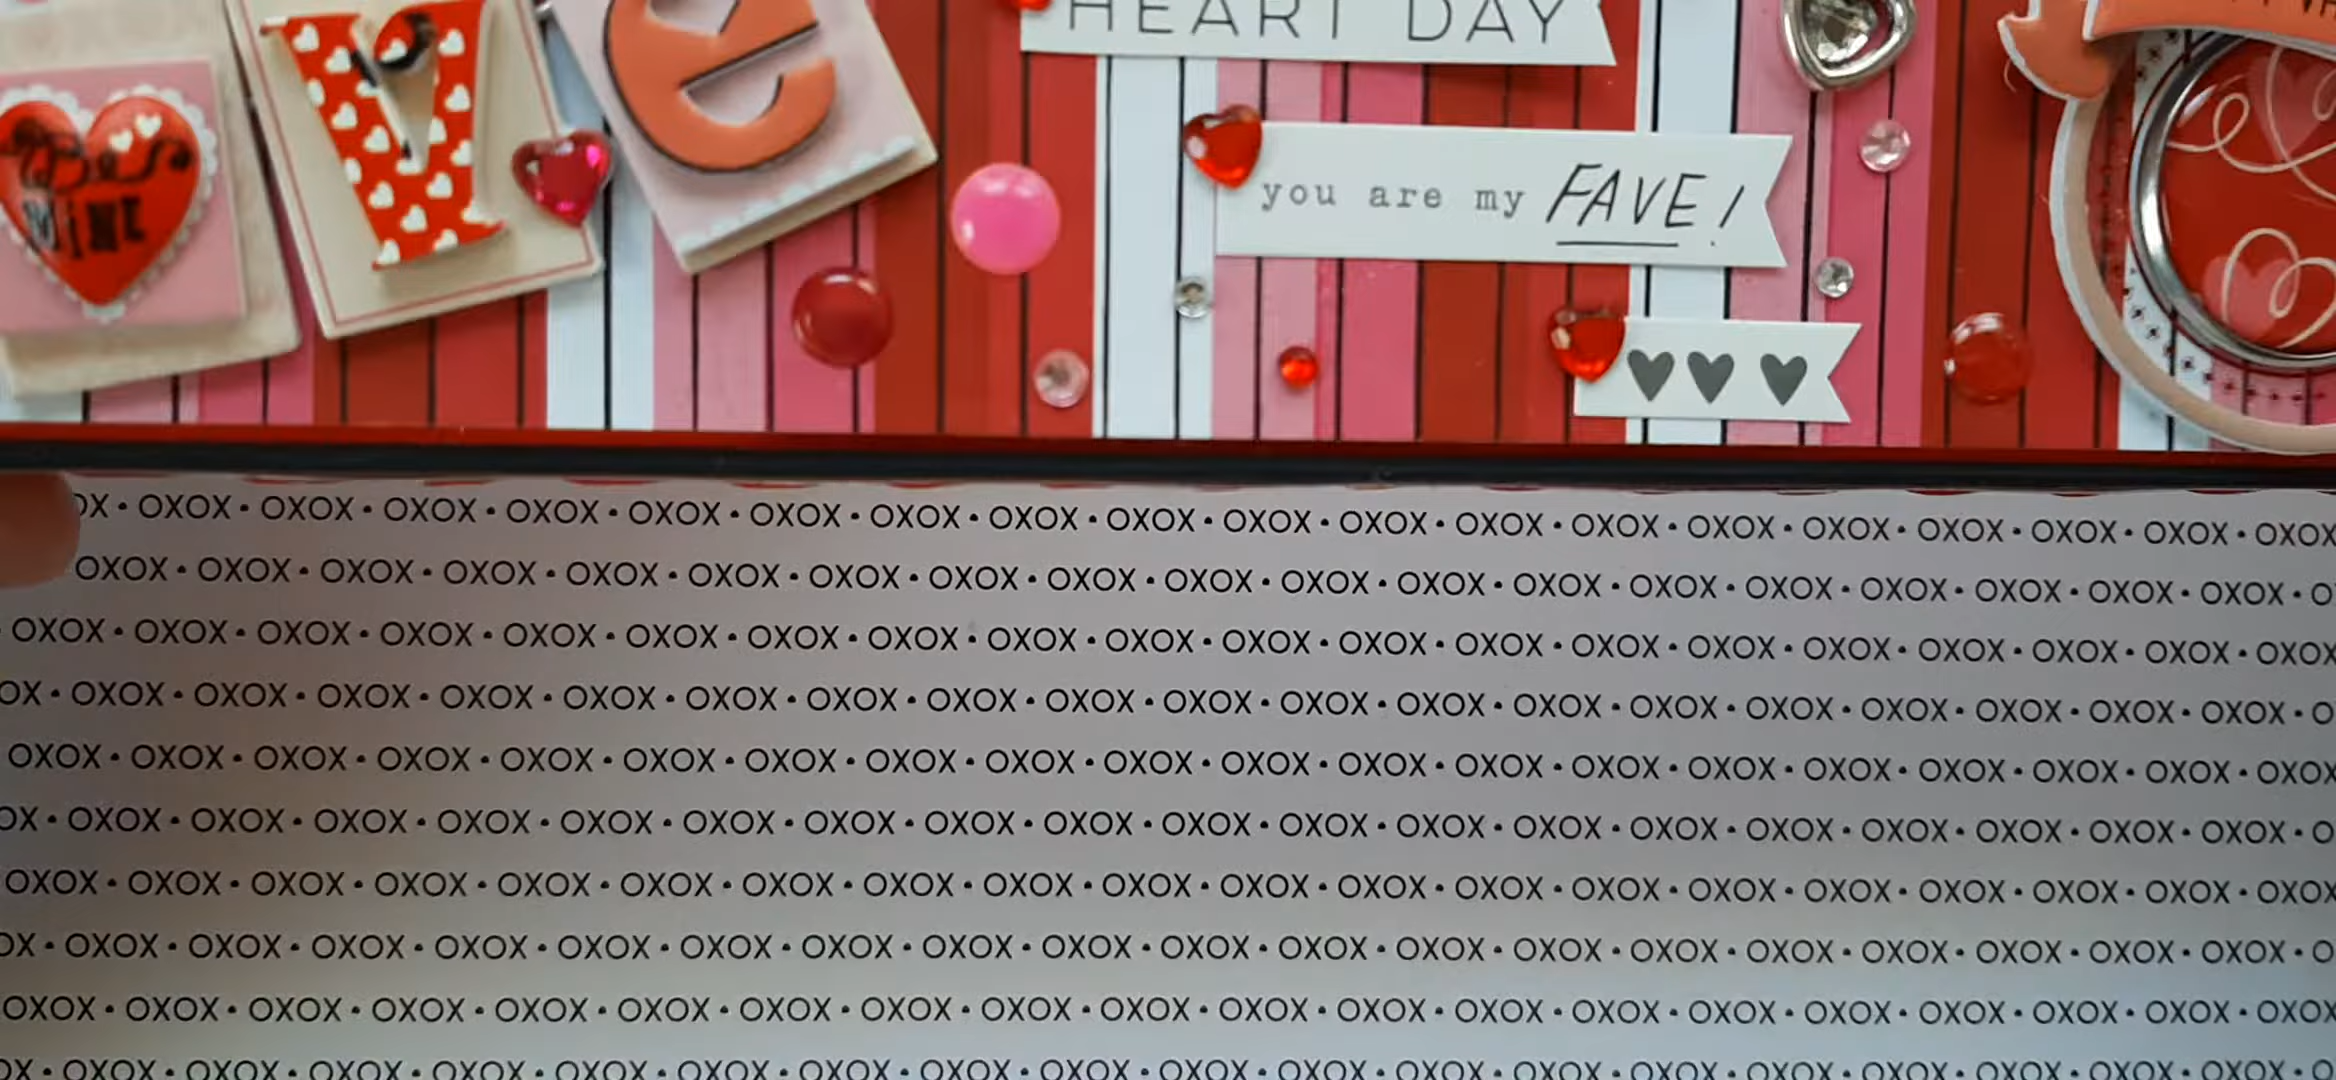 ve
HEART DAY
Be
MiNE
you are my FAVE!
OX • OXOX • OXOX • OXOX • OXOX • OXOX • OXOX • OXOX • OXOX • OXOX • OXOX • OXOX • OXOX • OXOX • OXOX • OXOX • OXOX • OXOX • OXOX • OXOX
OXOX • OXOX • OXOX • OXOX • OXOX • OXOX • OXOX • OXOX • OXOX • OXOX • OXOX • OXOX • OXOX • OXOX • OXOX • OXOX • OXOX • OXOX • OXOX • O
OXOX • OXOX • OXOX • OXOX • OXOX • OXOX • OXOX • OXOX • OXOX • OXOX • OXOX • OXOX • OXOX • OXOX • OXOX • OXOX • OXOX • OXOX • OXOX • OXOX
OX • OXOX • OXOX • OXOX • OXOX • OXOX • OXOX • OXOX • OXOX • OXOX • OXOX • OXOX • OXOX • OXOX • OXOX • OXOX • OXOX • OXOX • OXOX • OXOX • O
OXOX • OXOX • OXOX • OXOX • OXOX • OXOX • OXOX • OXOX • OXOX • OXOX • OXOX • OXOX • OXOX • OXOX • OXOX • OXOX • OXOX • OXOX • OXOX • OXOX
OX • OXOX • OXOX • OXOX • OXOX • OXOX • OXOX • OXOX • OXOX • OXOX • OXOX • OXOX • OXOX • OXOX • OXOX • OXOX • OXOX • OXOX • OXOX • OXOX • O
OXOX • OXOX • OXOX • OXOX • OXOX • OXOX • OXOX • OXOX • OXOX • OXOX • OXOX • OXOX • OXOX • OXOX • OXOX • OXOX • OXOX • OXOX • OXOX • OXOX
OX • OXOX • OXOX • OXOX • OXOX • OXOX • OXOX • OXOX • OXOX • OXOX • OXOX • OXOX • OXOX • OXOX • OXOX • OXOX • OXOX • OXOX • OXOX • OXOX • O
OXOX • OXOX • OXOX • OXOX • OXOX • OXOX • OXOX • OXOX • OXOX • OXOX • OXOX • OXOX • OXOX • OXOX • OXOX • OXOX • OXOX • OXOX • OXOX • OXOX
OX • OXOX • OXOX • OXOX • OXOX • OXOX • OXOX • OXOX • OXOX • OXOX • OXOX • OXOX • OXOX • OXOX • OXOX • OXOX • OXOX • OXOX • OXOX • OXOX • O